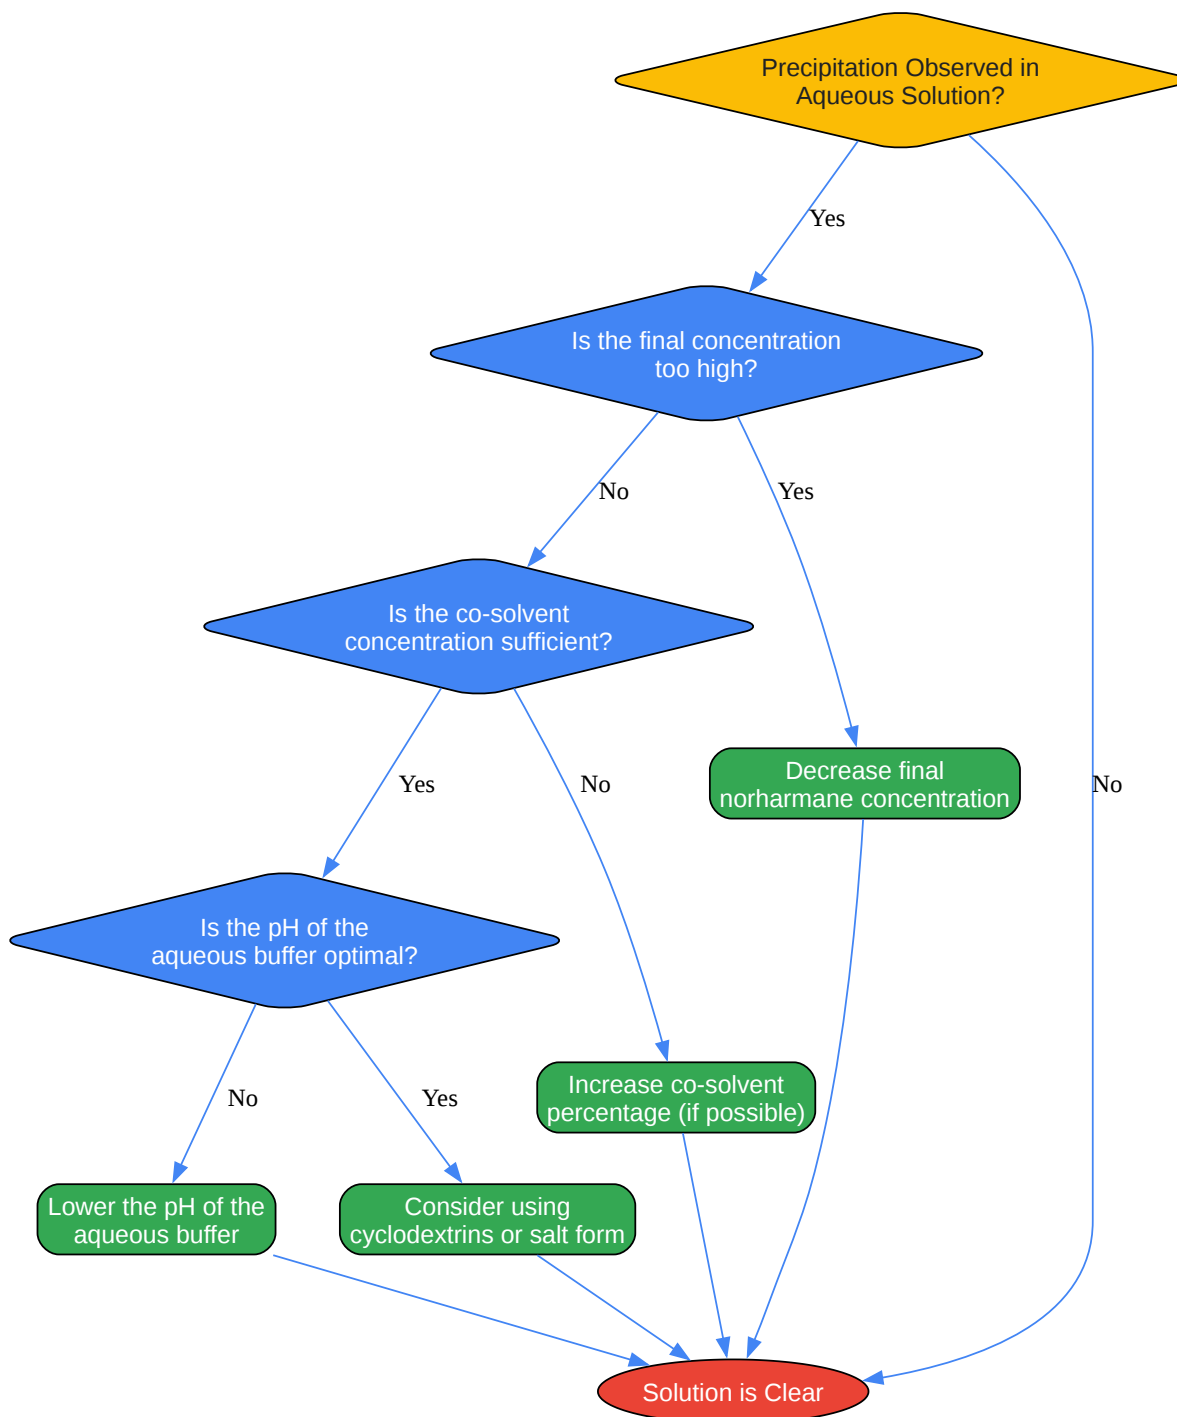 Precipitation Observed in
Aqueous Solution?
Yes
Is the final concentration
too high?
No
Yes
Is the co-solvent
concentration sufficient?
Yes
No
Decrease final
norharmane concentration
No
Is the pH of the
aqueous buffer optimal?
No
Yes
Increase co-solvent
percentage (if possible)
Lower the pH of the
aqueous buffer
Consider using
cyclodextrins or salt form
Solution is Clear